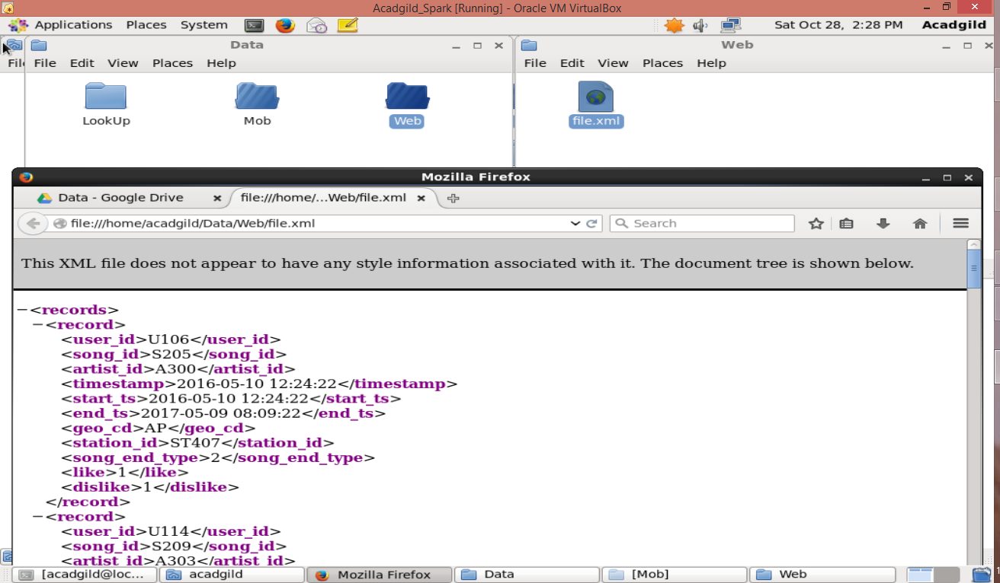 Acadgild_Spark [Running] - Oracle VM VirtualBox
Applications Places System Sat Oct 28, 2:28 PM Acadgild
Data
Web
File Edit View Places Help
File Edit View Places Help
LookUp Mob Web
file.xml
Mozilla Firefox
Data - Google Drive
file:///home/...Web/file.xml
file:///home/acadgild/Data/Web/file.xml
Search
This XML file does not appear to have any style information associated with it. The document tree is shown below.
−<records>
−<record>
<user_id>U106</user_id>
<song_id>S205</song_id>
<artist_id>A300</artist_id>
<timestamp>2016-05-10 12:24:22</timestamp>
<start_ts>2016-05-10 12:24:22</start_ts>
<end_ts>2017-05-09 08:09:22</end_ts>
<geo_cd>AP</geo_cd>
<station_id>ST407</station_id>
<song_end_type>2</song_end_type>
<like>1</like>
<dislike>1</dislike>
</record>
−<record>
<user_id>U114</user_id>
<song_id>S209</song_id>
<artist_id>A303</artist_id>
[acadgild@loc... acadgild Mozilla Firefox Data [Mob] Web